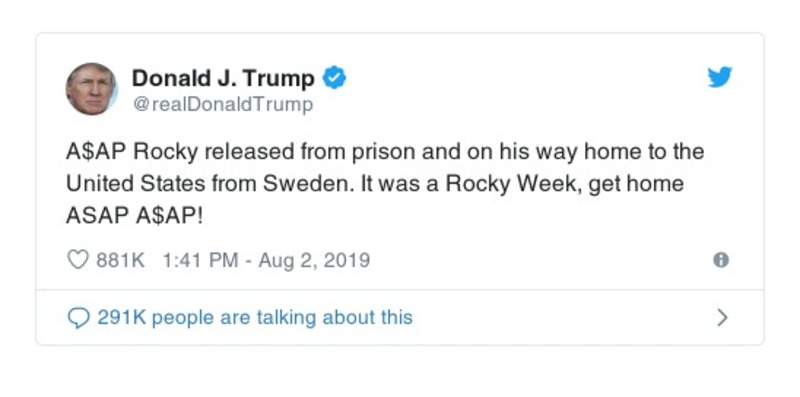 Donald J. Trump
@realDonaldTrump
A$AP Rocky released from prison and on his way home to the
United States from Sweden. It was a Rocky Week, get home
ASAP A$AP!
881K 1:41 PM - Aug 2, 2019
291K people are talking about this